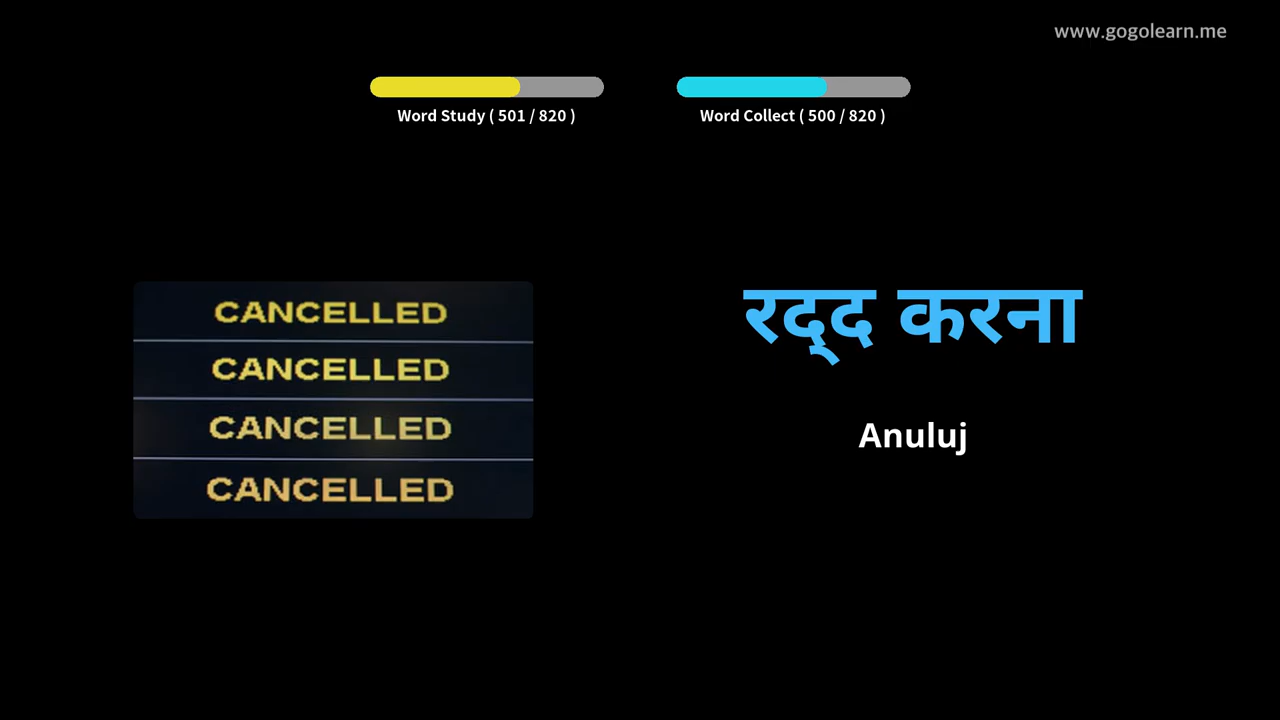 www.gogolearn.me
Word Study ( 501 / 820 )
Word Collect ( 500 / 820 )
CANCELLED
CANCELLED
CANCELLED
CANCELLED
रद्द करना
Anuluj